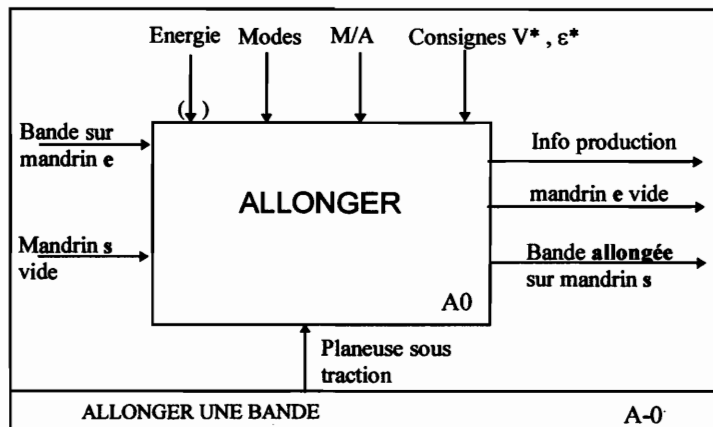 Energie Modes M/A Consignes V* , ε*
( )
Bande sur
mandrin e
Info production
ALLONGER
mandrin e vide
Mandrin s
vide
Bande allongée
sur mandrin s
A0
Planeuse sous
traction
ALLONGER UNE BANDE A-0